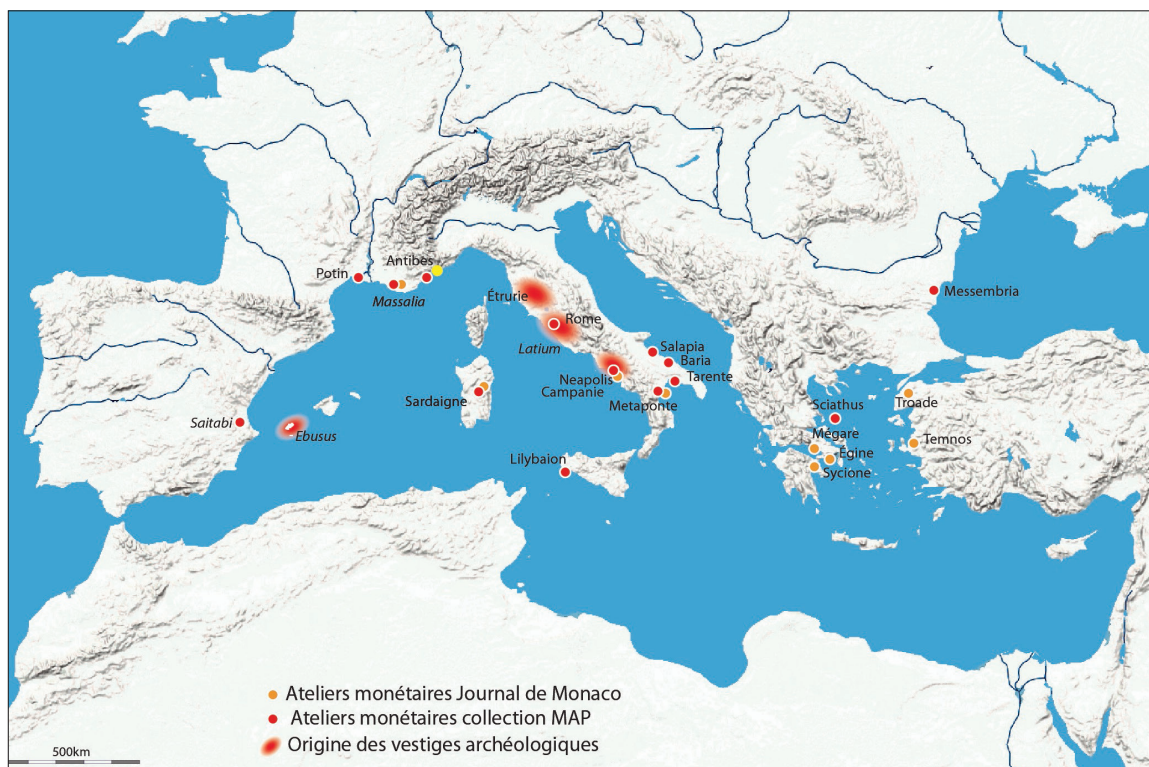 Antibes
Potin
Massalia
Étrurie
Rome
Latium
Messembria
Salapia
Baria
Neapolis
Tarente
Campanie
Metaponte
Sardaigne
Troade
Sciathus
Saitabi
Ebusus
Mégare
Temnos
Égine
Lilybaion
Sycione
Ateliers monétaires Journal de Monaco
Ateliers monétaires collection MAP
Origine des vestiges archéologiques
500km